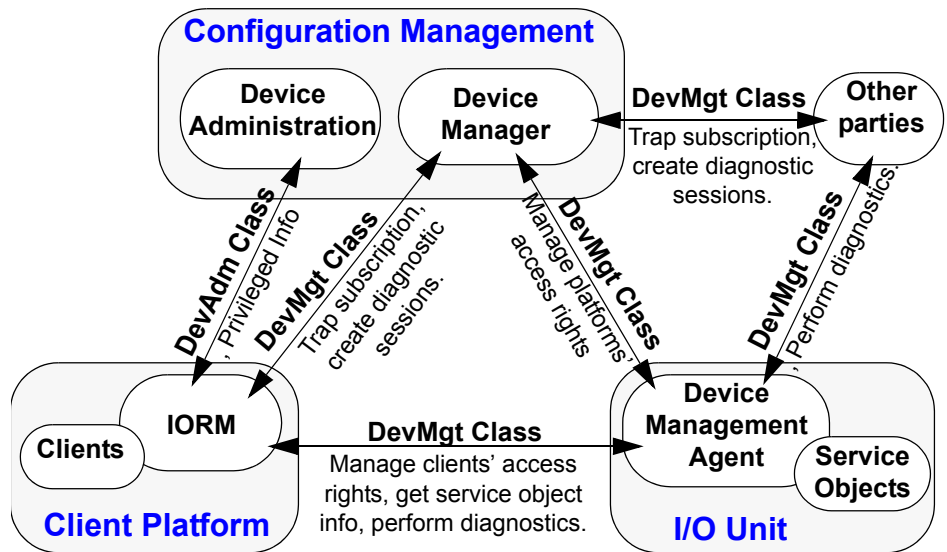 Configuration Management
Device
Administration
Device
Manager
DevMgt Class
Trap subscription,
create diagnostic
sessions.
Other
parties
DevAdm Class
, Privileged Info
DevMgt Class
Trap subscription,
create diagnostic
sessions.
DevMgt Class
Manage platforms'
access rights
DevMgt Class
, Perform diagnostics.
IORM
Clients
Client Platform
DevMgt Class
Manage clients' access
rights, get service object
info, perform diagnostics.
Device
Management
Agent
Service
Objects
I/O Unit